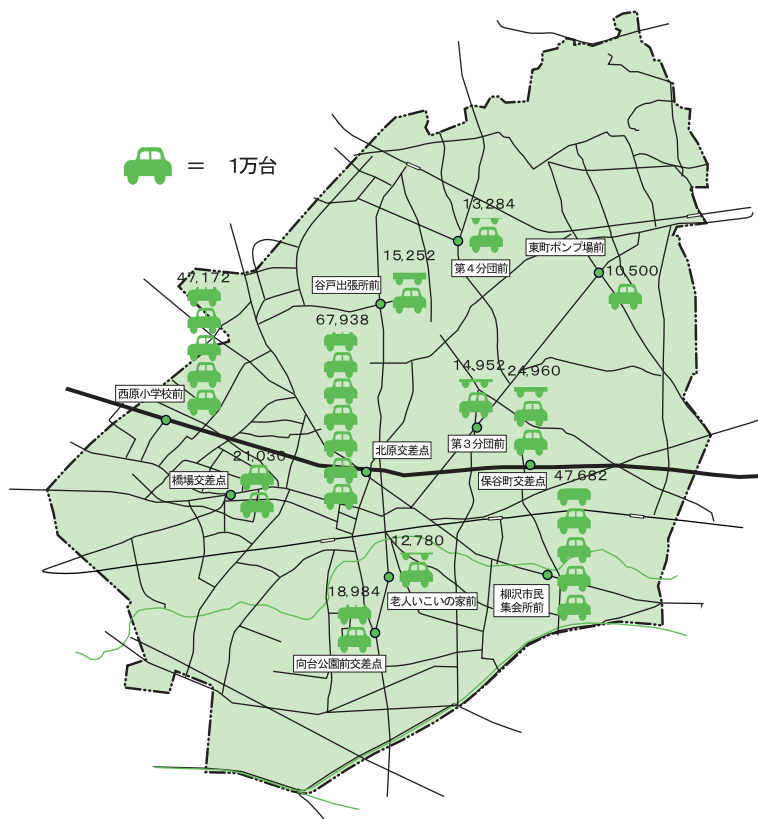 ＝ 1万台
13,284
東町ポンプ場前
15,252
第4分団前
10,500
47,172
谷戸出張所前
67,938
14,952
24,960
西原小学校前
第3分団前
北原交差点
21,030
橋場交差点
保谷町交差点
47,682
12,780
18,984
老人いこいの家前
柳沢市民
集会所前
向台公園前交差点